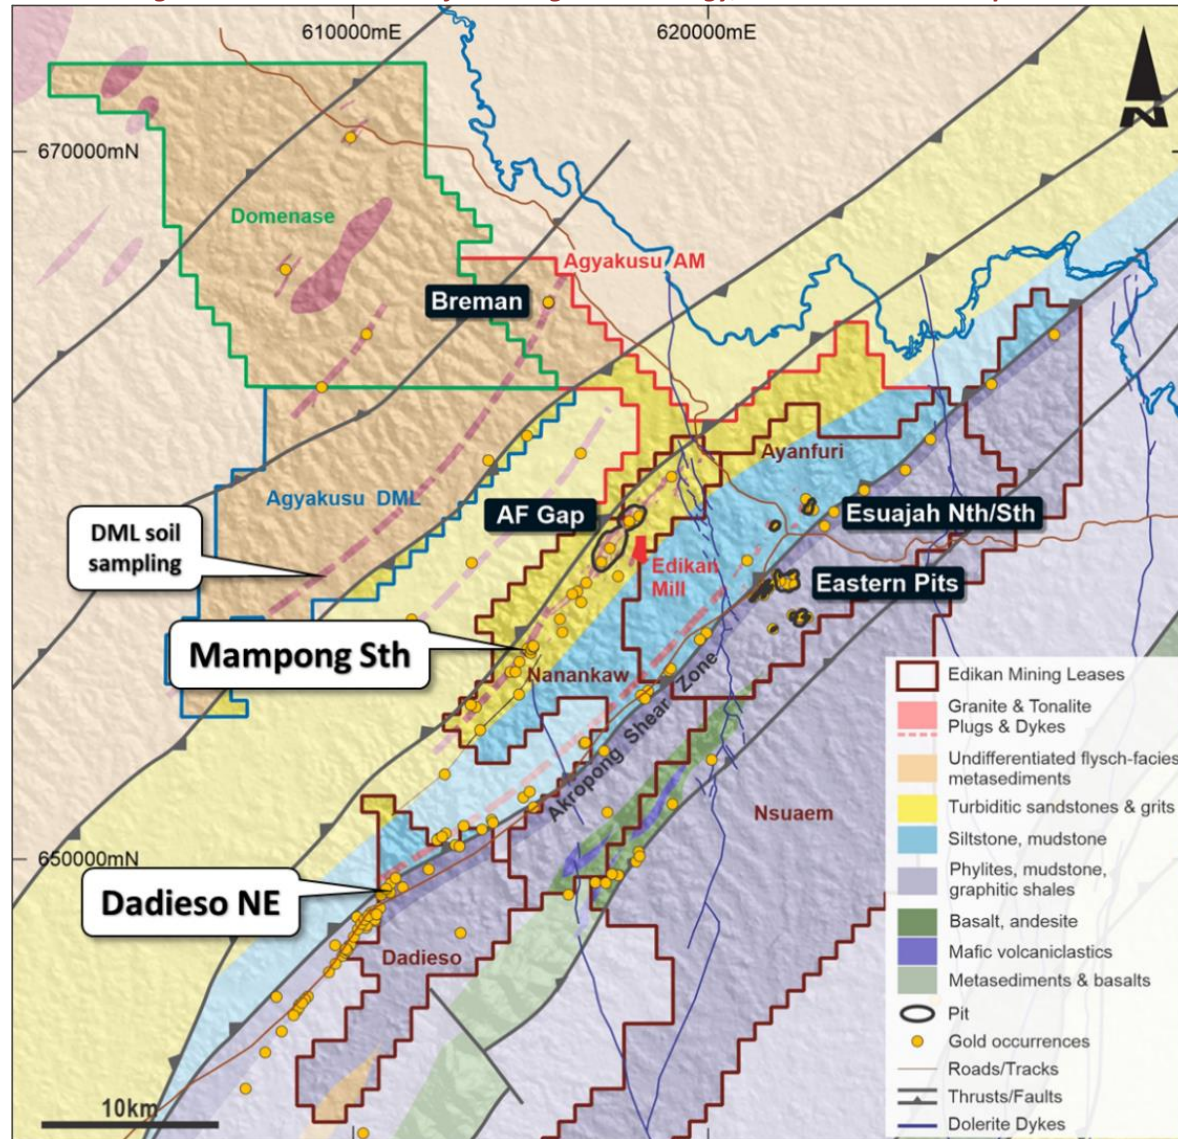 610000mE
620000mE
N
670000mN
Domenase
Agyakusu AM
Breman
Ayanfuri
Agyakusu DML
AF Gap
Esuajah Nth/Sth
DML soil
sampling
Edikan
Mill
Eastern Pits
Mampong Sth
Nanankaw
Akropong Shear Zone
Nsuaem
650000mN
Dadieso NE
Dadieso
10km
Edikan Mining Leases
Granite & Tonalite
Plugs & Dykes
Undifferentiated flysch-facies
metasediments
Turbiditic sandstones & grits
Siltstone, mudstone
Phylites, mudstone,
graphitic shales
Basalt, andesite
Mafic volcaniclastics
Metasediments & basalts
Pit
Gold occurrences
Roads/Tracks
Thrusts/Faults
Dolerite Dykes